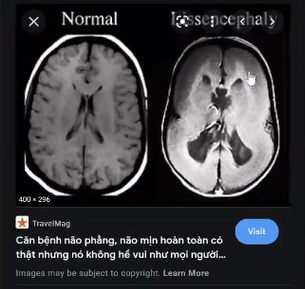 Normal
Lissencephaly
400 × 296
TravelMag
Căn bệnh não phẳng, não mịn hoàn toàn có
thật nhưng nó không hề vui như mọi người...
Visit
Images may be subject to copyright. Learn More